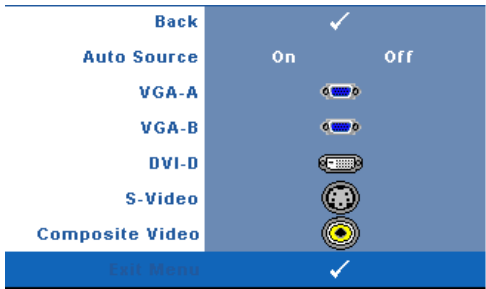 Back
Auto Source On Off
VGA-A
VGA-B
DVI-D
S-Video
Composite Video
Exit Menu